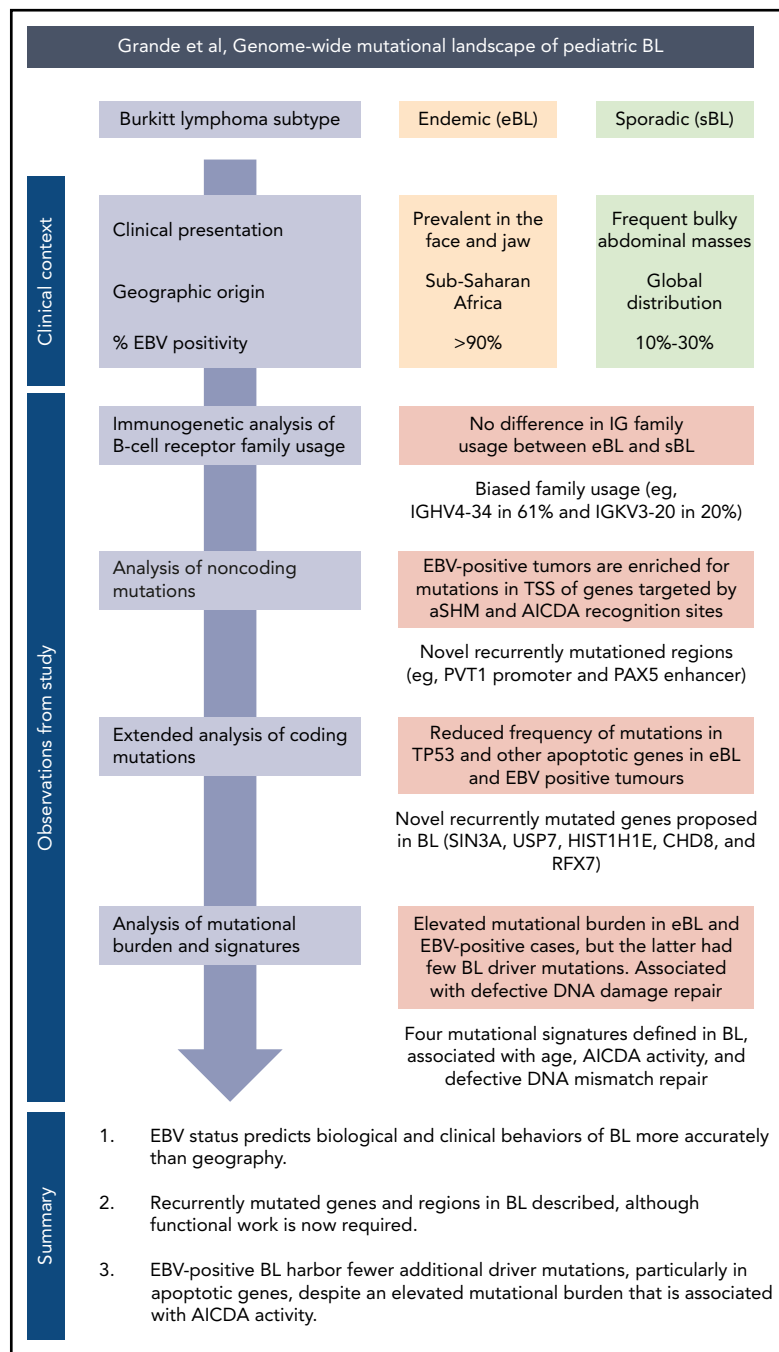 Grande et al, Genome-wide mutational landscape of pediatric BL
Burkitt lymphoma subtype
Endemic (eBL)
Sporadic (sBL)
Clinical context
Clinical presentation
Prevalent in the
face and jaw
Frequent bulky
abdominal masses
Geographic origin
Sub-Saharan
Africa
Global
distribution
% EBV positivity
>90%
10%-30%
Observations from study
Immunogenetic analysis of
B-cell receptor family usage
No difference in IG family
usage between eBL and sBL
Biased family usage (eg,
IGHV4-34 in 61% and IGKV3-20 in 20%)
Analysis of noncoding
mutations
EBV-positive tumors are enriched for
mutations in TSS of genes targeted by
aSHM and AICDA recognition sites
Novel recurrently mutationed regions
(eg, PVT1 promoter and PAX5 enhancer)
Extended analysis of coding
mutations
Reduced frequency of mutations in
TP53 and other apoptotic genes in eBL
and EBV positive tumours
Novel recurrently mutated genes proposed
in BL (SIN3A, USP7, HIST1H1E, CHD8, and
RFX7)
Analysis of mutational
burden and signatures
Elevated mutational burden in eBL and
EBV-positive cases, but the latter had
few BL driver mutations. Associated
with defective DNA damage repair
Four mutational signatures defined in BL,
associated with age, AICDA activity, and
defective DNA mismatch repair
Summary
1. EBV status predicts biological and clinical behaviors of BL more accurately
than geography.
2. Recurrently mutated genes and regions in BL described, although
functional work is now required.
3. EBV-positive BL harbor fewer additional driver mutations, particularly in
apoptotic genes, despite an elevated mutational burden that is associated
with AICDA activity.